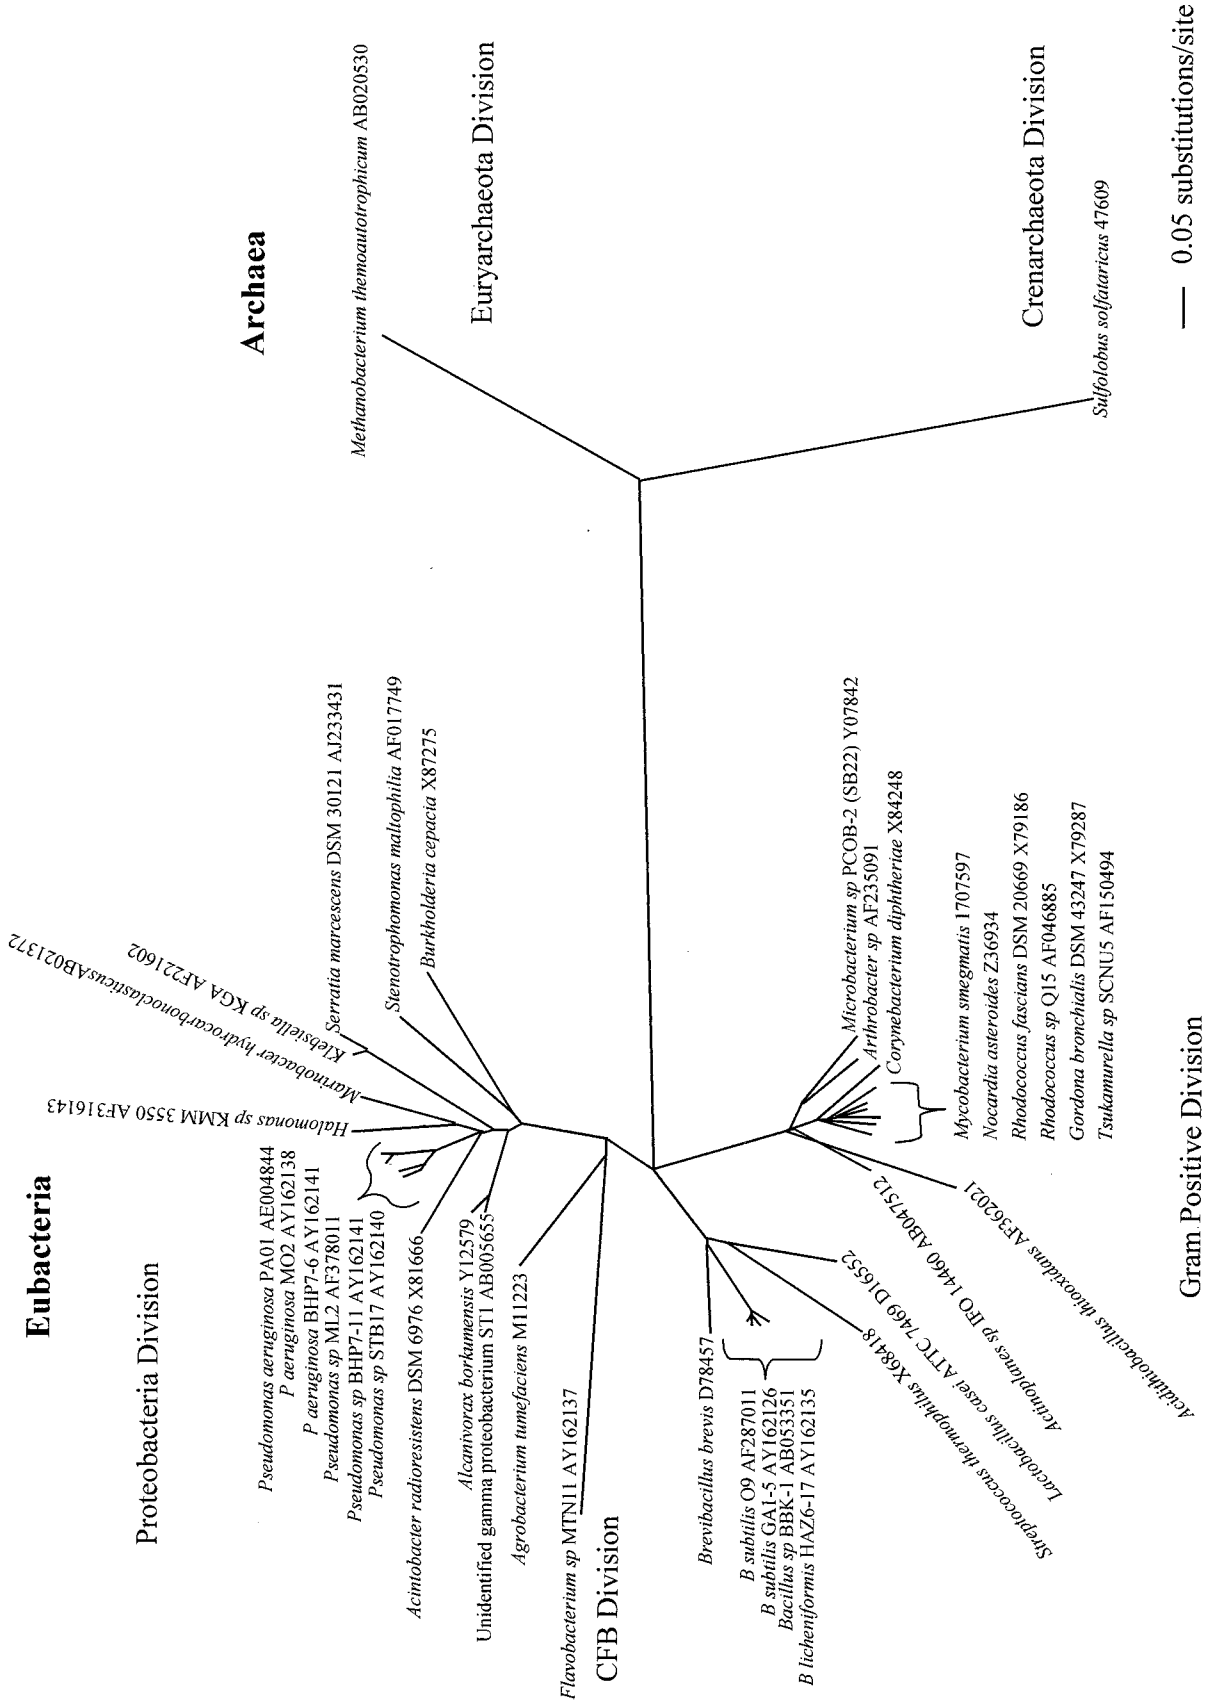 Eubacteria
Archaea
Proteobacteria Division
Pseudomonas aeruginosa PA01 AE004844
P aeruginosa MO2 AY162138
P aeruginosa BHP7-6 AY162141
Pseudomonas sp ML2 AF378011
Pseudomonas sp BHP7-11 AY162141
Pseudomonas sp STB17 AY162140
Halomonas sp KMM 3550 AF316143
Marinobacter hydrocarbonoclasticusAB021372
Klebsiella sp KGA AF221602
Serratia marcescens DSM 30121 AJ233431
Stenotrophomonas maltophilia AF017749
Burkholderia cepacia X87275
Acintobacter radioresistens DSM 6976 X81666
Alcanivorax borkumensis Y12579
Unidentified gamma proteobacterium ST1 AB005655
Agrobacterium tumefaciens M11223
Flavobacterium sp MTN11 AY162137
CFB Division
Methanobacterium themoautotrophicum AB020530
Euryarchaeota Division
Crenarchaeota Division
Sulfolobus solfataricus 47609
Brevibacillus brevis D78457
B subtilis O9 AF287011
B subtilis GA1-5 AY162126
Bacillus sp BBK-1 AB053351
B licheniformis HAZ6-17 AY162135
Streptococcus thermophilus X68418
Lactobacillus casei ATTC 7469 D16552
Actinoplanes sp IFO 14460 AB047512
Acidithiobacillus thiooxidans AF362021
Microbacterium sp PCOB-2 (SB22) Y07842
Arthrobacter sp AF235091
Corynebacterium diphtheriae X84248
Mycobacterium smegmatis 1707597
Nocardia asteroides Z36934
Rhodococcus fascians DSM 20669 X79186
Rhodococcus sp Q15 AF046885
Gordona bronchialis DSM 43247 X79287
Tsukamurella sp SCNU5 AF150494
Gram Positive Division
0.05 substitutions/site